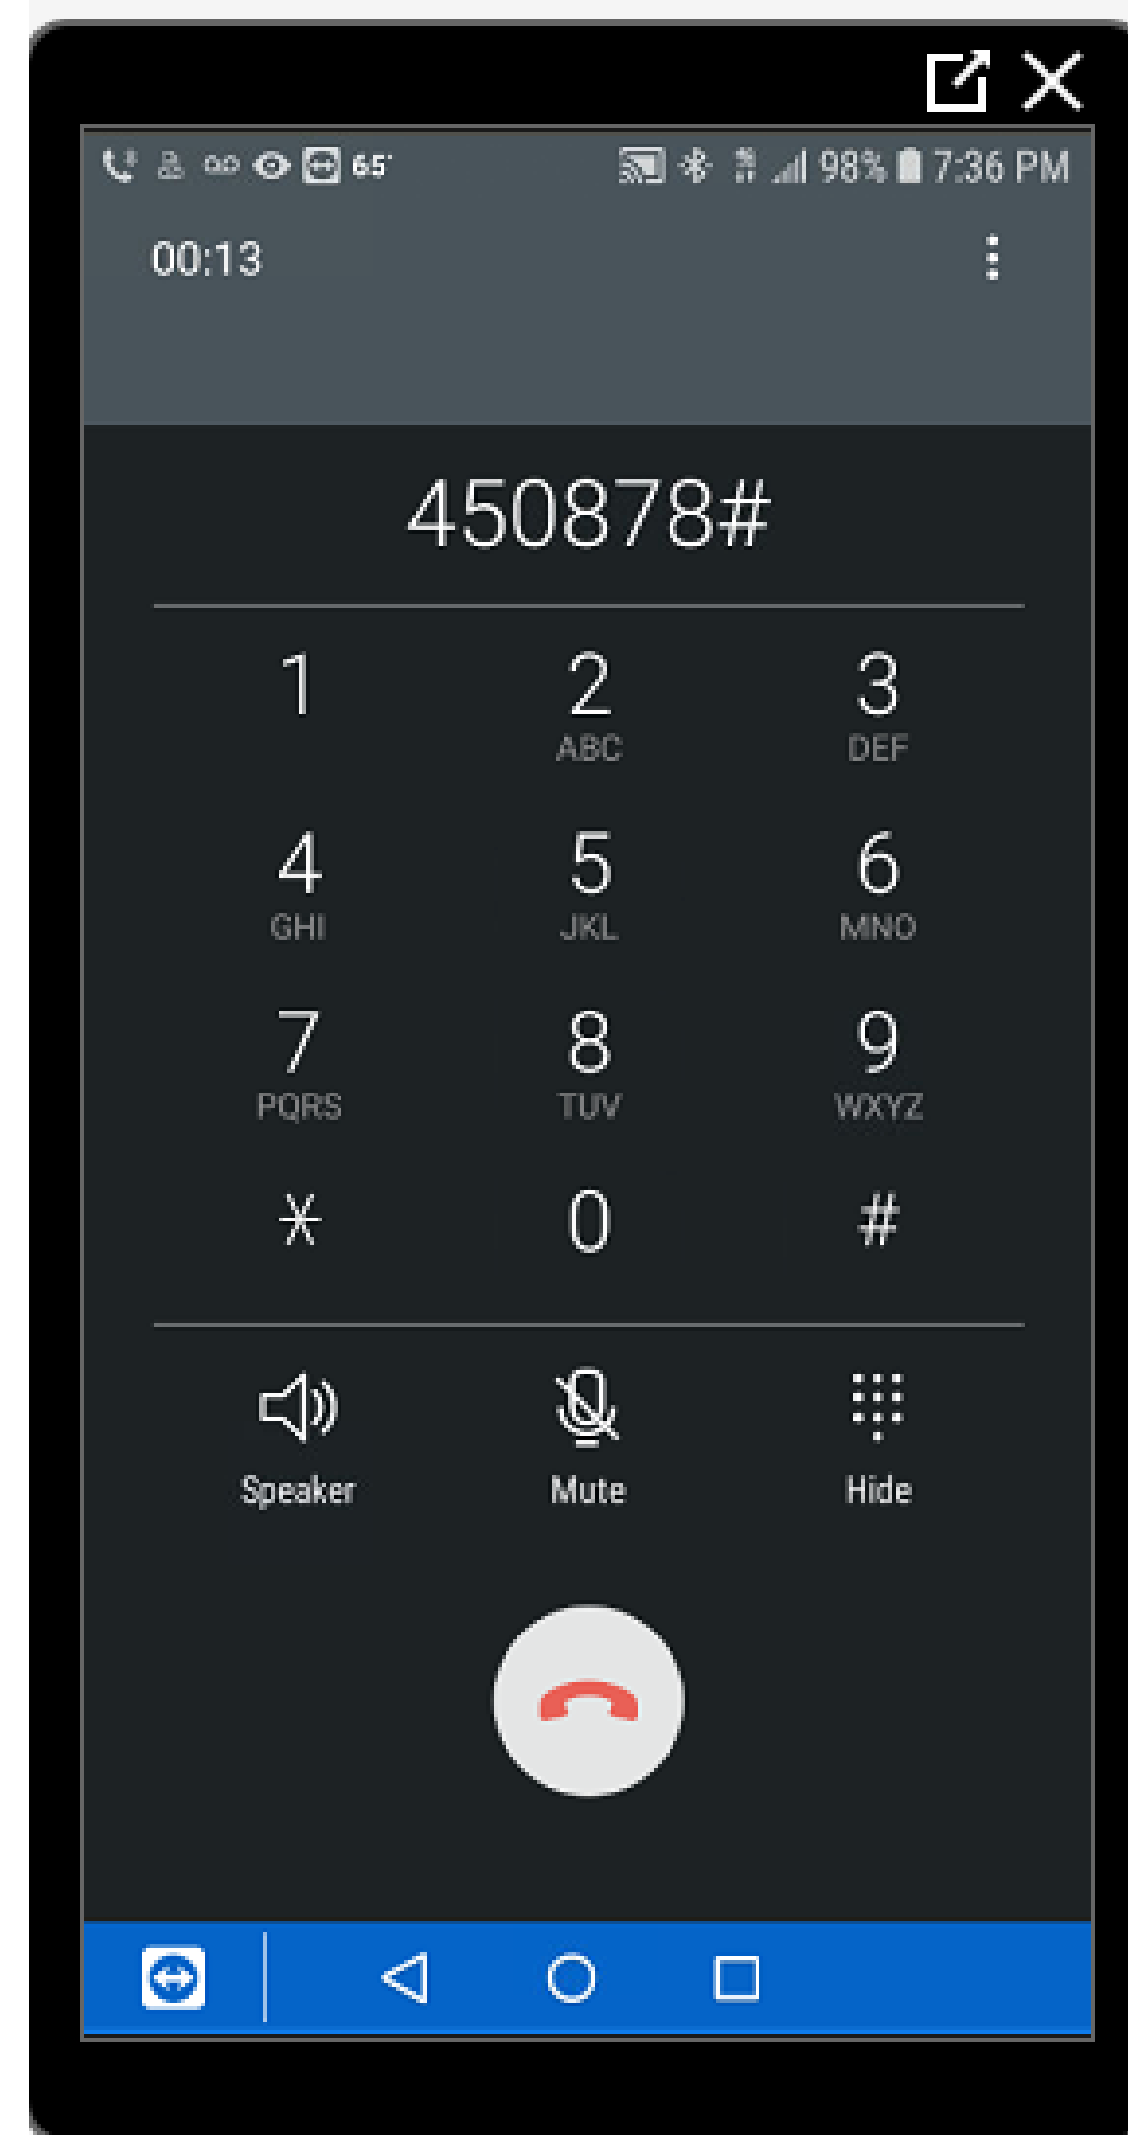 65° 98% 7:36 PM
00:13
450878#
1 2 3
ABC DEF
4 5 6
GHI JKL MNO
7 8 9
PQRS TUV WXYZ
* 0 #
Speaker Mute Hide